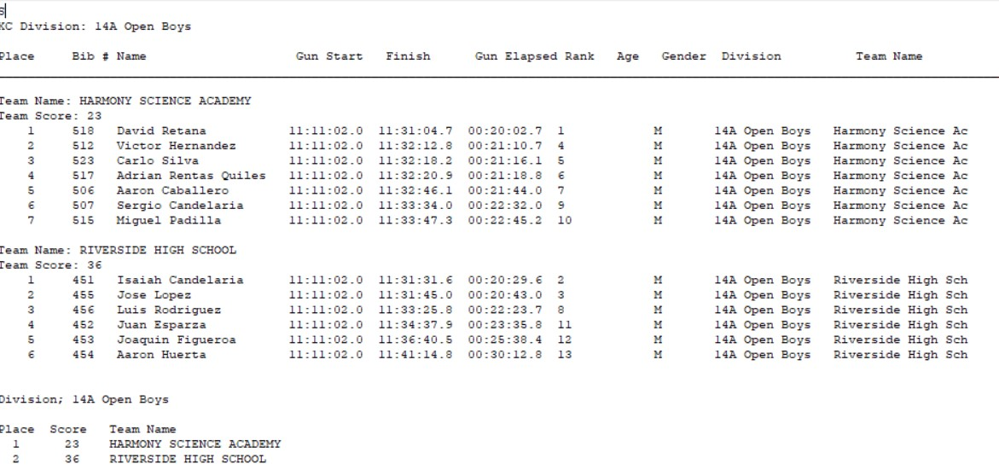 s
XC Division: 14A Open Boys
Place Bib # Name Gun Start Finish Gun Elapsed Rank Age Gender Division Team Name
Team Name: HARMONY SCIENCE ACADEMY
Team Score: 23
1 518 David Retana 11:11:02.0 11:31:04.7 00:20:02.7 1 M 14A Open Boys Harmony Science Ac
2 512 Victor Hernandez 11:11:02.0 11:32:12.8 00:21:10.7 4 M 14A Open Boys Harmony Science Ac
3 523 Carlo Silva 11:11:02.0 11:32:18.2 00:21:16.1 5 M 14A Open Boys Harmony Science Ac
4 517 Adrian Rentas Quiles 11:11:02.0 11:32:20.9 00:21:18.8 6 M 14A Open Boys Harmony Science Ac
5 506 Aaron Caballero 11:11:02.0 11:32:46.1 00:21:44.0 7 M 14A Open Boys Harmony Science Ac
6 507 Sergio Candelaria 11:11:02.0 11:33:34.0 00:22:32.0 9 M 14A Open Boys Harmony Science Ac
7 515 Miguel Padilla 11:11:02.0 11:33:47.3 00:22:45.2 10 M 14A Open Boys Harmony Science Ac
Team Name: RIVERSIDE HIGH SCHOOL
Team Score: 36
1 451 Isaiah Candelaria 11:11:02.0 11:31:31.6 00:20:29.6 2 M 14A Open Boys Riverside High Sch
2 455 Jose Lopez 11:11:02.0 11:31:45.0 00:20:43.0 3 M 14A Open Boys Riverside High Sch
3 456 Luis Rodriguez 11:11:02.0 11:33:25.8 00:22:23.7 8 M 14A Open Boys Riverside High Sch
4 452 Juan Esparza 11:11:02.0 11:34:37.9 00:23:35.8 11 M 14A Open Boys Riverside High Sch
5 453 Joaquin Figueroa 11:11:02.0 11:36:40.5 00:25:38.4 12 M 14A Open Boys Riverside High Sch
6 454 Aaron Huerta 11:11:02.0 11:41:14.8 00:30:12.8 13 M 14A Open Boys Riverside High Sch
Division; 14A Open Boys
Place Score Team Name
1 23 HARMONY SCIENCE ACADEMY
2 36 RIVERSIDE HIGH SCHOOL